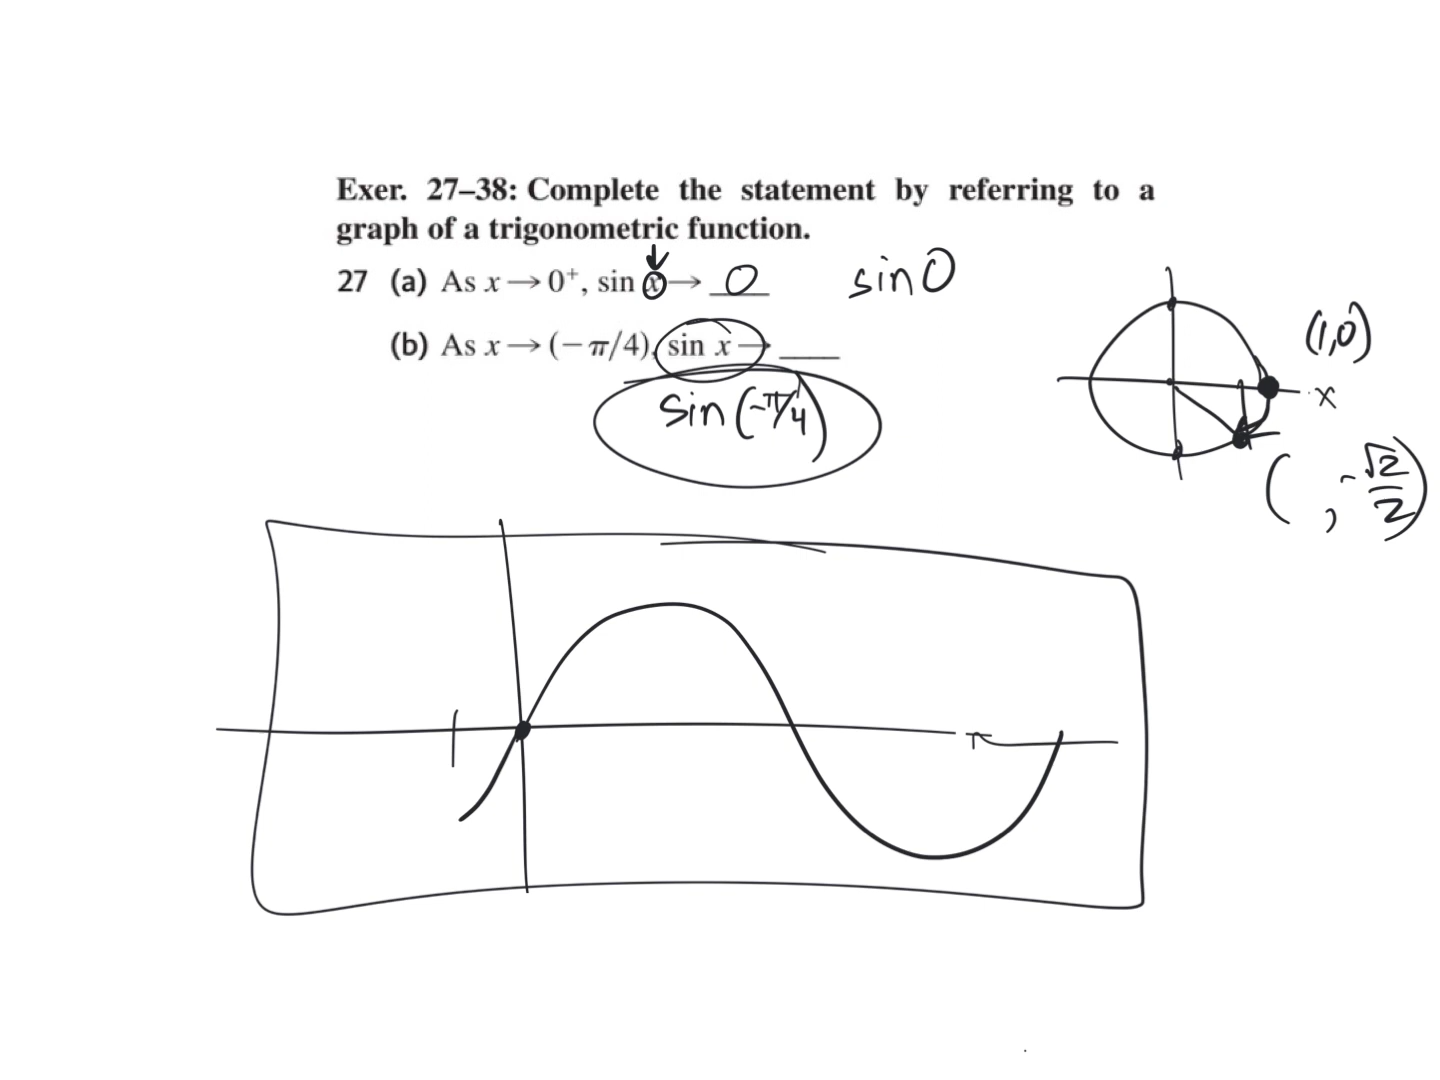 Exer. 27–38: Complete the statement by referring to a
graph of a trigonometric function.
27 (a) As x → 0⁺, sin x → 0
sin 0
(b) As x → (−π/4), sin x → ____
sin (-π/4)
(1,0)
x
( , -√2/2)